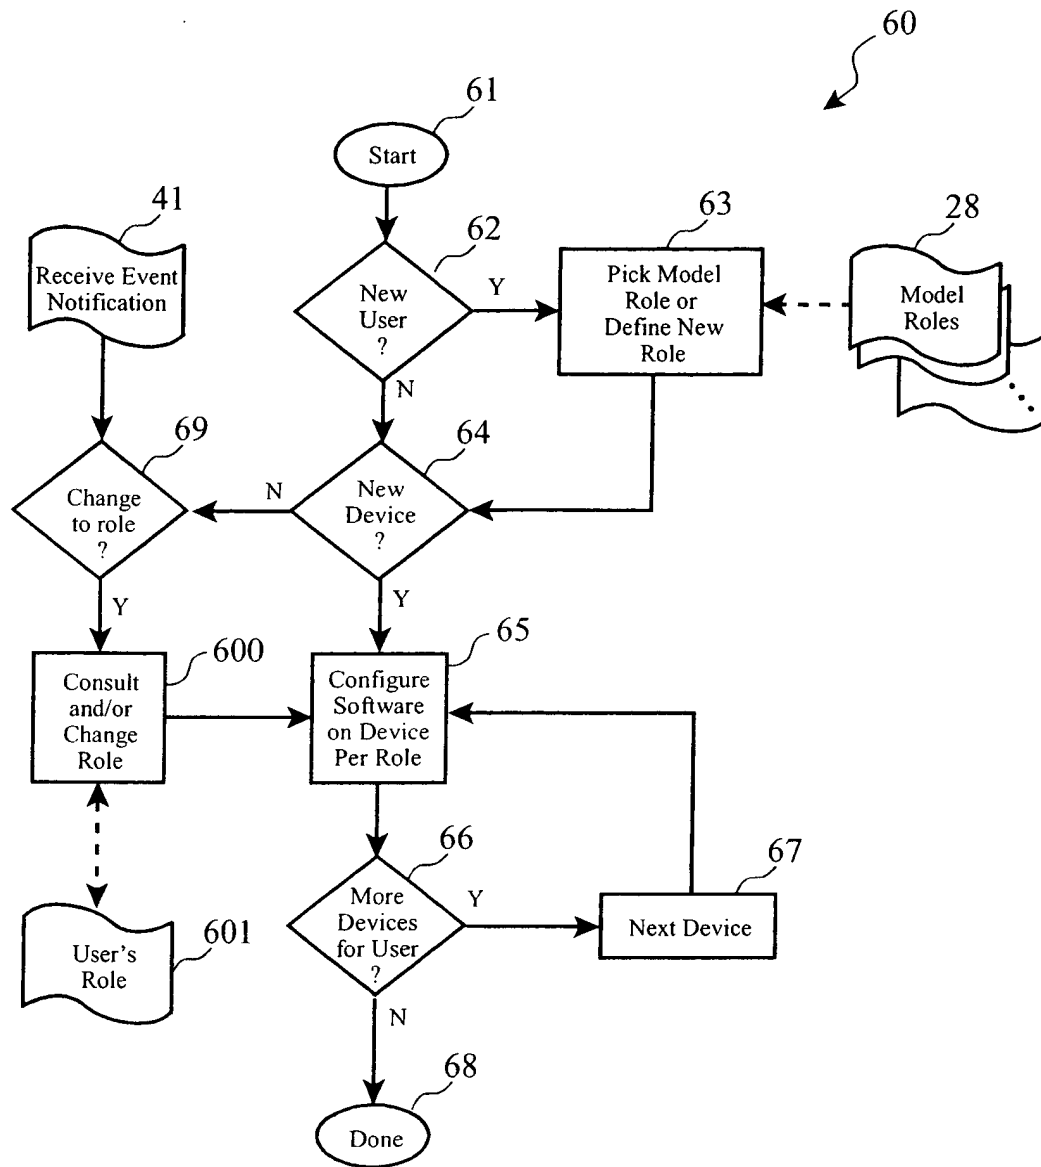 60
61
Start
41
Receive Event
Notification
62
New
User
?
Y
N
63
Pick Model
Role or
Define New
Role
28
Model
Roles
69
Change
to role
?
N
Y
64
New
Device
?
Y
600
Consult
and/or
Change
Role
65
Configure
Software
on Device
Per Role
66
More
Devices
for User
?
Y
N
67
Next Device
601
User's
Role
68
Done